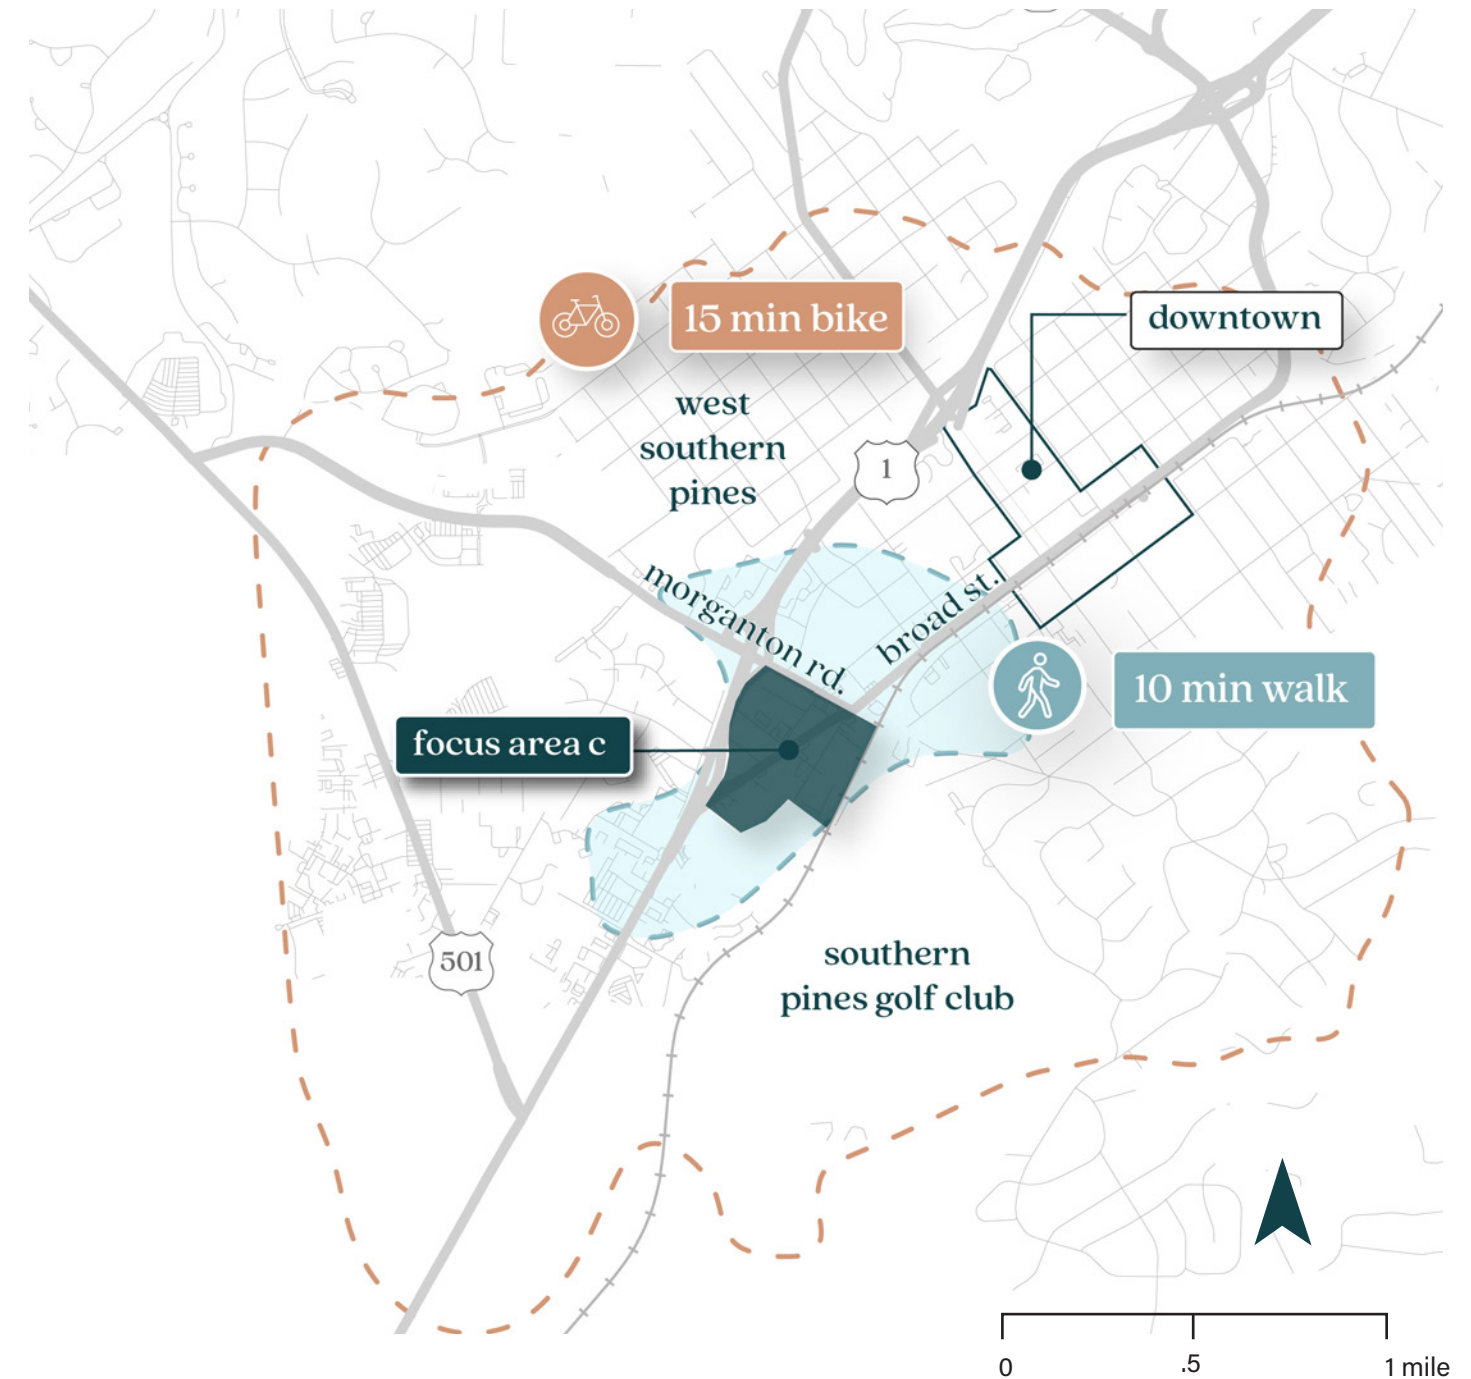 15 min bike
downtown
west
southern
pines
1
morganton rd.
broad st.
10 min walk
focus area c
501
southern
pines golf club
0
.5
1 mile